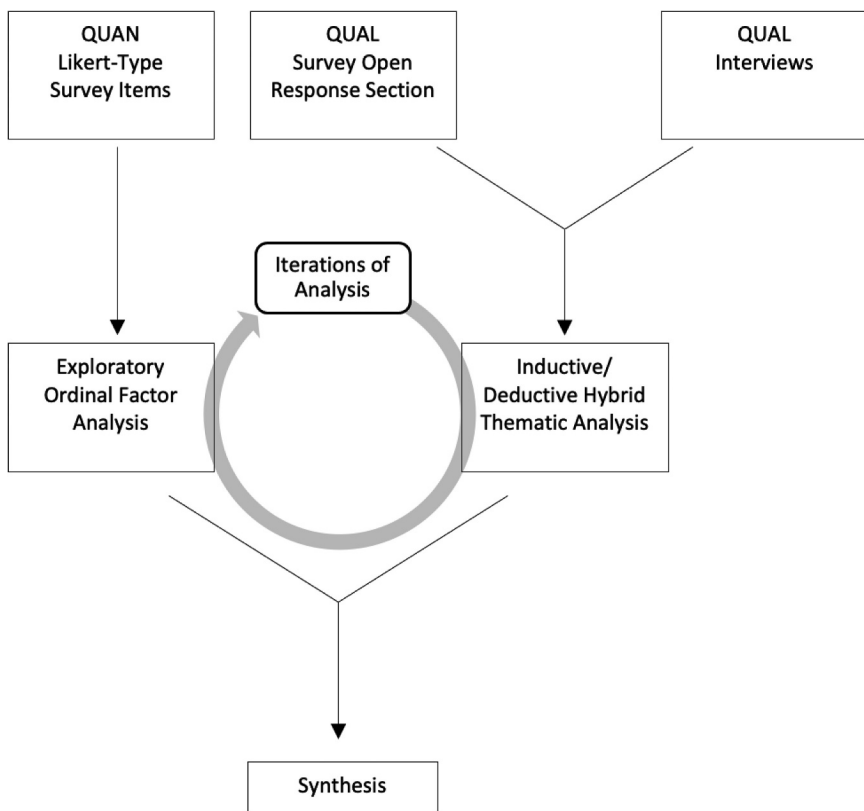 QUAN
Likert-Type
Survey Items
QUAL
Survey Open
Response Section
QUAL
Interviews
Iterations of
Analysis
Exploratory
Ordinal Factor
Analysis
Inductive/
Deductive Hybrid
Thematic Analysis
Synthesis